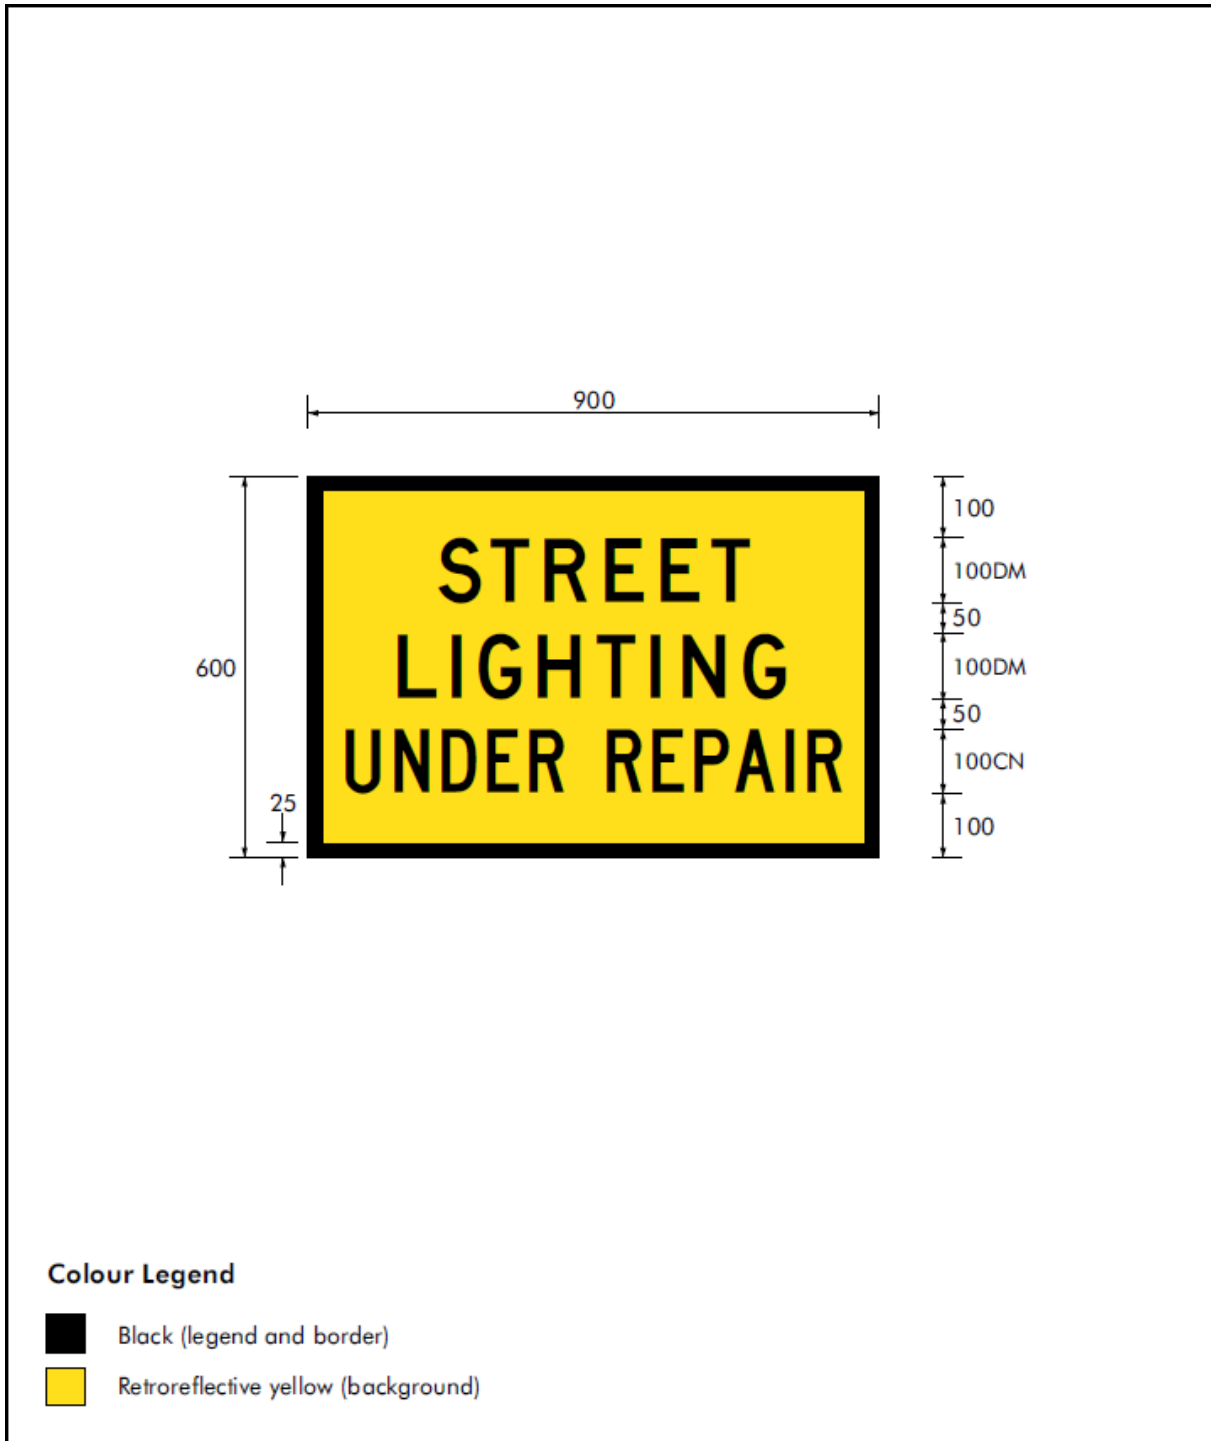 900
100
STREET
100DM
50
LIGHTING
600
100DM
50
UNDER REPAIR
100CN
25
100
Colour Legend
Black (legend and border)
Retroreflective yellow (background)